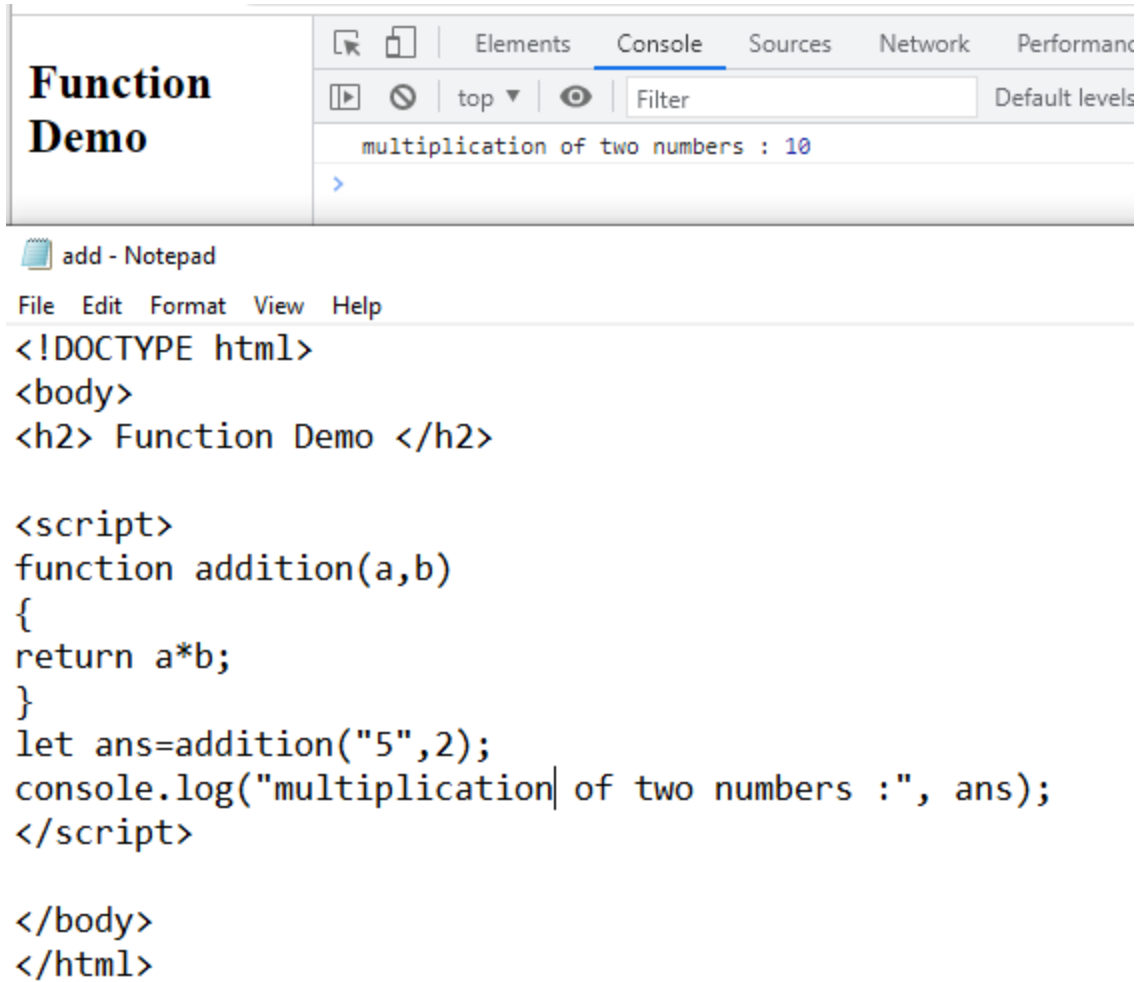 Function
Demo
Elements Console Sources Network Performanc
top ▼ Filter Default levels
multiplication of two numbers : 10
>
add - Notepad
File Edit Format View Help
<!DOCTYPE html>
<body>
<h2> Function Demo </h2>
<script>
function addition(a,b)
{
return a*b;
}
let ans=addition("5",2);
console.log("multiplication of two numbers :", ans);
</script>
</body>
</html>